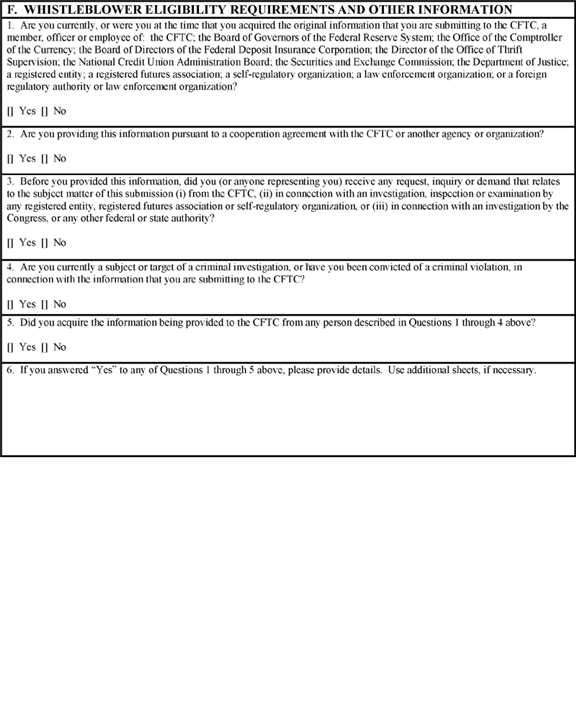 F. WHISTLEBLOWER ELIGIBILITY REQUIREMENTS AND OTHER INFORMATION
1. Are you currently, or were you at the time that you acquired the original information that you are submitting to the CFTC, a
member, officer or employee of: the CFTC; the Board of Governors of the Federal Reserve System; the Office of the Comptroller
of the Currency; the Board of Directors of the Federal Deposit Insurance Corporation; the Director of the Office of Thrift
Supervision; the National Credit Union Administration Board; the Securities and Exchange Commission; the Department of Justice;
a registered entity; a registered futures association; a self-regulatory organization; a law enforcement organization; or a foreign
regulatory authority or law enforcement organization?
[] Yes [] No
2. Are you providing this information pursuant to a cooperation agreement with the CFTC or another agency or organization?
[] Yes [] No
3. Before you provided this information, did you (or anyone representing you) receive any request, inquiry or demand that relates
to the subject matter of this submission (i) from the CFTC, (ii) in connection with an investigation, inspection or examination by
any registered entity, registered futures association or self-regulatory organization, or (iii) in connection with an investigation by the
Congress, or any other federal or state authority?
[] Yes [] No
4. Are you currently a subject or target of a criminal investigation, or have you been convicted of a criminal violation, in
connection with the information that you are submitting to the CFTC?
[] Yes [] No
5. Did you acquire the information being provided to the CFTC from any person described in Questions 1 through 4 above?
[] Yes [] No
6. If you answered “Yes” to any of Questions 1 through 5 above, please provide details. Use additional sheets, if necessary.